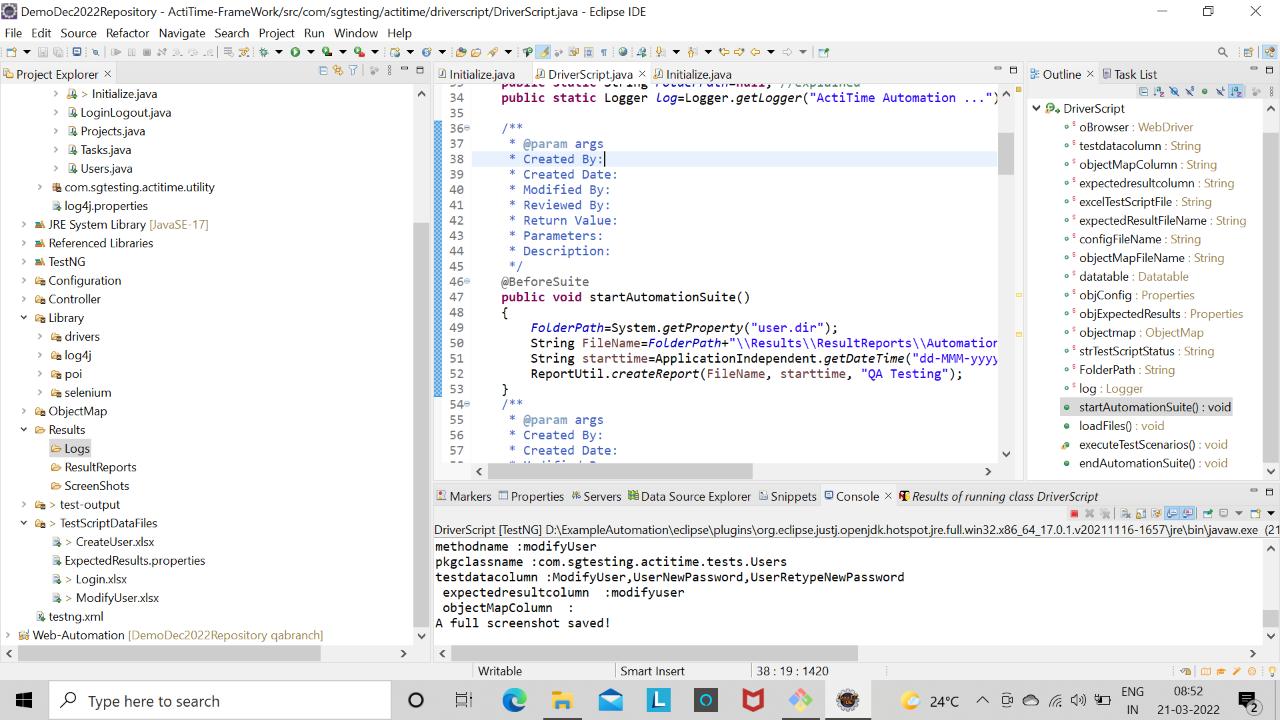 DemoDec2022Repository - ActiTime-FrameWork/src/com/sgtesting/actitime/driverscript/DriverScript.java - Eclipse IDE
File Edit Source Refactor Navigate Search Project Run Window Help
Project Explorer
> Initialize.java
LoginLogout.java
Projects.java
Tasks.java
Users.java
com.sgtesting.actitime.utility
log4j.properties
JRE System Library [JavaSE-17]
Referenced Libraries
TestNG
Configuration
Controller
Library
drivers
log4j
poi
selenium
ObjectMap
Results
Logs
ResultReports
ScreenShots
> test-output
> TestScriptDataFiles
> CreateUser.xlsx
ExpectedResults.properties
> Login.xlsx
> ModifyUser.xlsx
testng.xml
Web-Automation [DemoDec2022Repository qabranch]
Initialize.java DriverScript.java Initialize.java
33 public static String FolderPath=null; //explained
34 public static Logger log=Logger.getLogger("ActiTime Automation ...")
35
36 /**
37 * @param args
38 * Created By:
39 * Created Date:
40 * Modified By:
41 * Reviewed By:
42 * Return Value:
43 * Parameters:
44 * Description:
45 */
46 @BeforeSuite
47 public void startAutomationSuite()
48 {
49 FolderPath=System.getProperty("user.dir");
50 String FileName=FolderPath+"\\Results\\ResultReports\\Automation
51 String starttime=ApplicationIndependent.getDateTime("dd-MMM-yyyy
52 ReportUtil.createReport(FileName, starttime, "QA Testing");
53 }
54 /**
55 * @param args
56 * Created By:
57 * Created Date:
Outline Task List
DriverScript
oBrowser : WebDriver
testdatacolumn : String
objectMapColumn : String
expectedresultcolumn : String
excelTestScriptFile : String
expectedResultFileName : String
configFileName : String
objectMapFileName : String
datatable : Datatable
objConfig : Properties
objExpectedResults : Properties
objectmap : ObjectMap
strTestScriptStatus : String
FolderPath : String
log : Logger
startAutomationSuite() : void
loadFiles() : void
executeTestScenarios() : void
endAutomationSuite() : void
Markers Properties Servers Data Source Explorer Snippets Console Results of running class DriverScript
DriverScript [TestNG] D:\ExampleAutomation\eclipse\plugins\org.eclipse.justj.openjdk.hotspot.jre.full.win32.x86_64_17.0.1.v20211116-1657\jre\bin\javaw.exe (21
methodname :modifyUser
pkgclassname :com.sgtesting.actitime.tests.Users
testdatacolumn :ModifyUser,UserNewPassword,UserRetypeNewPassword
expectedresultcolumn :modifyuser
objectMapColumn :
A full screenshot saved!
Writable Smart Insert 38 : 19 : 1420
Type here to search
L
24°C
ENG
IN
08:52
21-03-2022
2